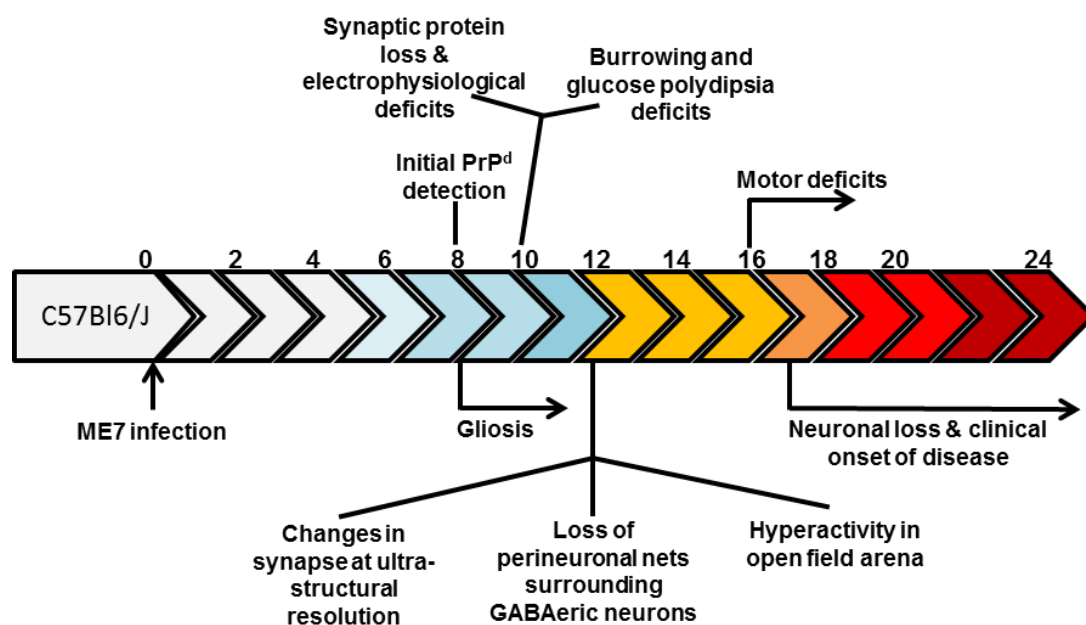 Synaptic protein
loss &
electrophysiological
deficits
Burrowing and
glucose polydipsia
deficits
Initial PrPᵈ
detection
Motor deficits
0 2 4 6 8 10 12 14 16 18 20 24
C57Bl6/J
ME7 infection
Gliosis
Neuronal loss & clinical
onset of disease
Changes in
synapse at ultra-
structural
resolution
Loss of
perineuronal nets
surrounding
GABAeric neurons
Hyperactivity in
open field arena